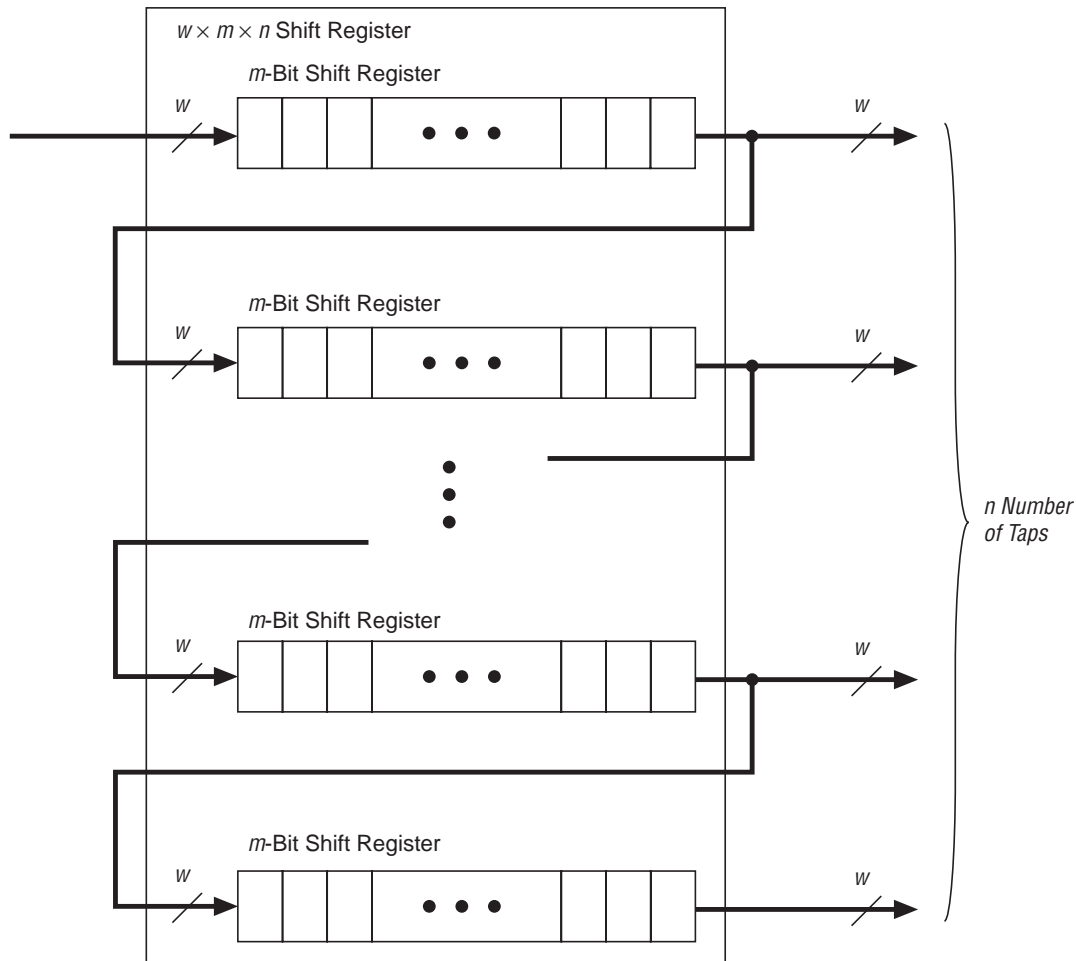 w × m × n Shift Register
m-Bit Shift Register
w
w
m-Bit Shift Register
w
w
n Number
of Taps
m-Bit Shift Register
w
w
m-Bit Shift Register
w
w